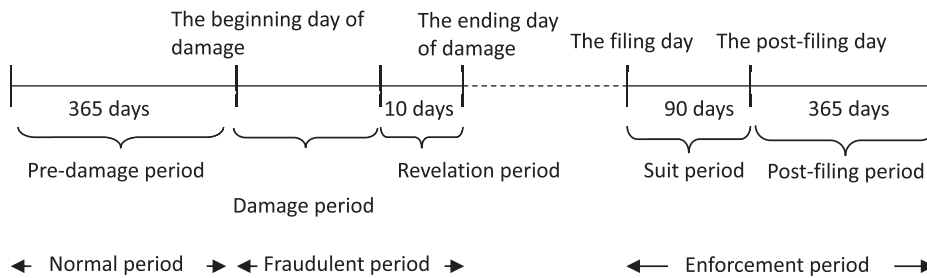 The beginning day of
damage
The ending day
of damage
The filing day
The post-filing day
365 days
10 days
90 days
365 days
Pre-damage period
Revelation period
Suit period
Post-filing period
Damage period
Normal period
Fraudulent period
Enforcement period